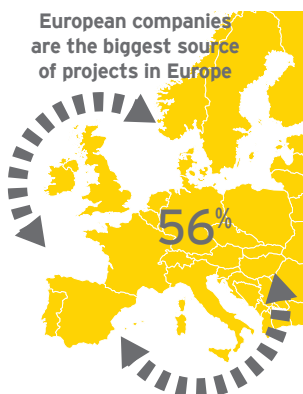 European companies
are the biggest source
of projects in Europe
56%